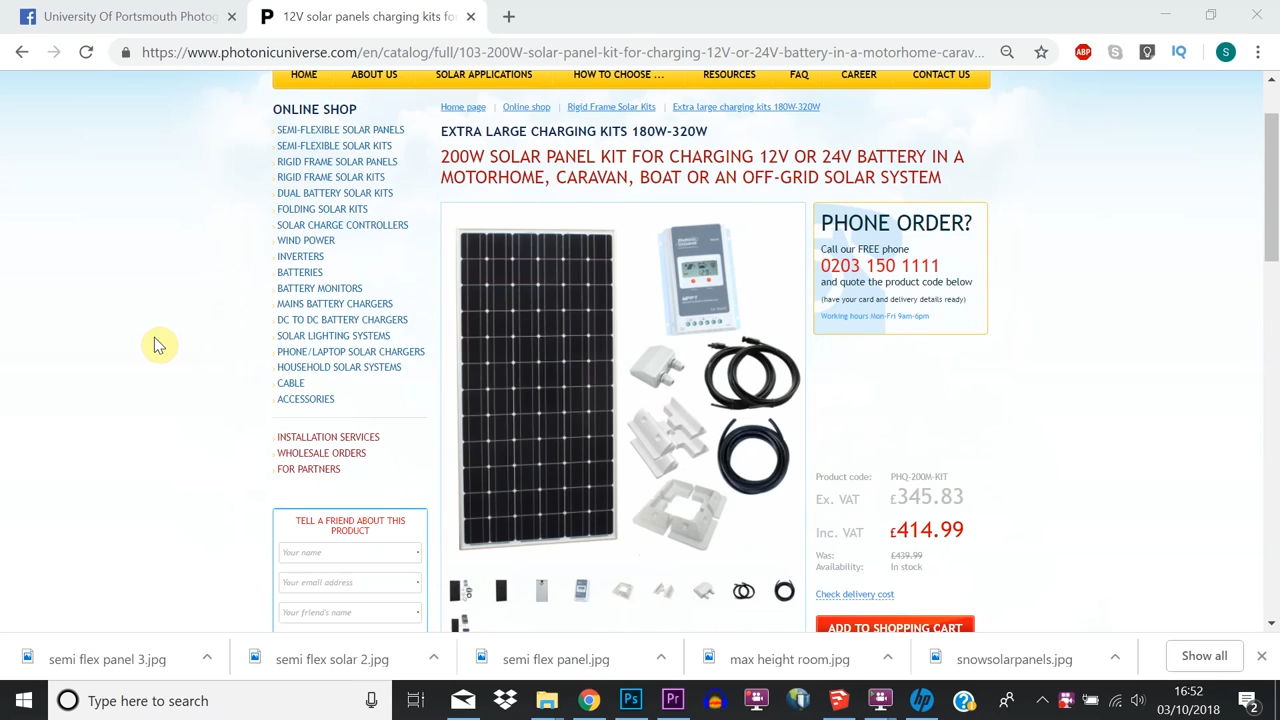 University Of Portsmouth Photog
12V solar panels charging kits fo
https://www.photonicuniverse.com/en/catalog/full/103-200W-solar-panel-kit-for-charging-12V-or-24V-battery-in-a-motorhome-carav...
ABP
IQ
S
HOME
ABOUT US
SOLAR APPLICATIONS
HOW TO CHOOSE ...
RESOURCES
FAQ
CAREER
CONTACT US
ONLINE SHOP
SEMI-FLEXIBLE SOLAR PANELS
SEMI-FLEXIBLE SOLAR KITS
RIGID FRAME SOLAR PANELS
RIGID FRAME SOLAR KITS
DUAL BATTERY SOLAR KITS
FOLDING SOLAR KITS
SOLAR CHARGE CONTROLLERS
WIND POWER
INVERTERS
BATTERIES
BATTERY MONITORS
MAINS BATTERY CHARGERS
DC TO DC BATTERY CHARGERS
SOLAR LIGHTING SYSTEMS
PHONE/LAPTOP SOLAR CHARGERS
HOUSEHOLD SOLAR SYSTEMS
CABLE
ACCESSORIES
INSTALLATION SERVICES
WHOLESALE ORDERS
FOR PARTNERS
TELL A FRIEND ABOUT THIS
PRODUCT
Your name
Your email address
Your friend's name
Home page | Online shop | Rigid Frame Solar Kits | Extra large charging kits 180W-320W
EXTRA LARGE CHARGING KITS 180W-320W
200W SOLAR PANEL KIT FOR CHARGING 12V OR 24V BATTERY IN A
MOTORHOME, CARAVAN, BOAT OR AN OFF-GRID SOLAR SYSTEM
MPPT
PHONE ORDER?
Call our FREE phone
0203 150 1111
and quote the product code below
(have your card and delivery details ready)
Working hours Mon-Fri 9am-6pm
Product code: PHQ-200M-KIT
Ex. VAT £345.83
Inc. VAT £414.99
Was: £439.99
Availability: In stock
Check delivery cost
ADD TO SHOPPING CART
semi flex panel 3.jpg
semi flex solar 2.jpg
semi flex panel.jpg
max height room.jpg
snowsolarpanels.jpg
Show all
Type here to search
Ps
Pr
16:52
03/10/2018
2